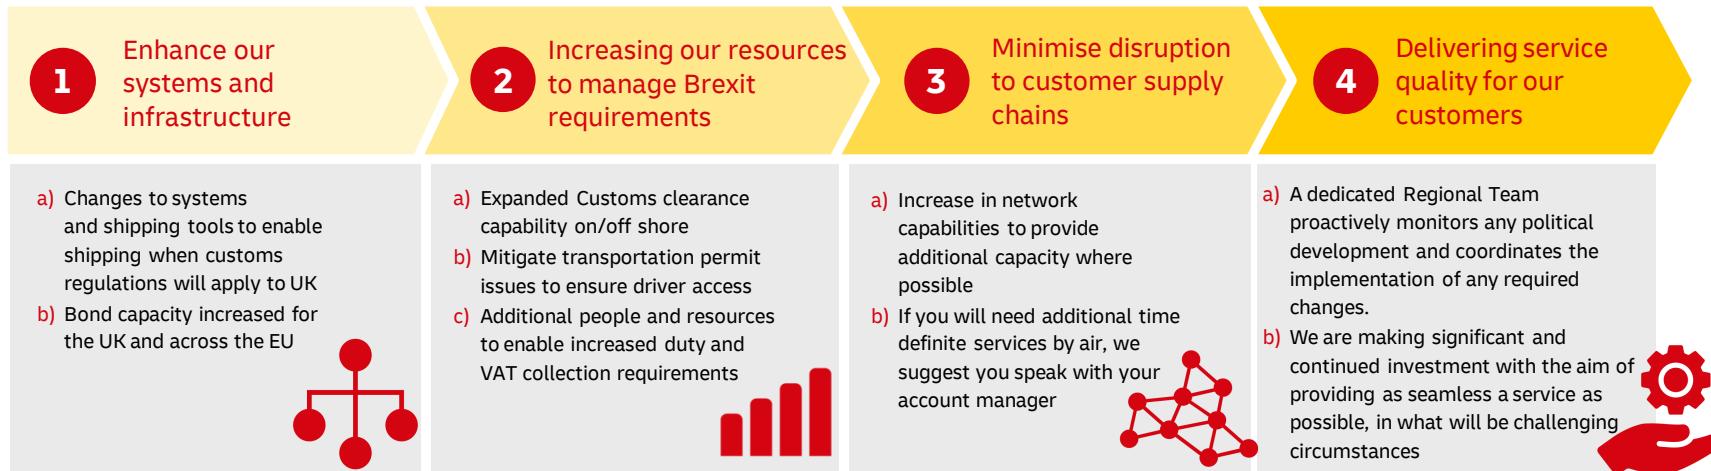 1
Enhance our
systems and
infrastructure
a) Changes to systems
and shipping tools to enable
shipping when customs
regulations will apply to UK
b) Bond capacity increased for
the UK and across the EU
2
Increasing our resources
to manage Brexit
requirements
a) Expanded Customs clearance
capability on/off shore
b) Mitigate transportation permit
issues to ensure driver access
c) Additional people and resources
to enable increased duty and
VAT collection requirements
3
Minimise disruption
to customer supply
chains
a) Increase in network
capabilities to provide
additional capacity where
possible
b) If you will need additional time
definite services by air, we
suggest you speak with your
account manager
4
Delivering service
quality for our
customers
a) A dedicated Regional Team
proactively monitors any political
development and coordinates the
implementation of any required
changes.
b) We are making significant and
continued investment with the aim of
providing as seamless a service as
possible, in what will be challenging
circumstances